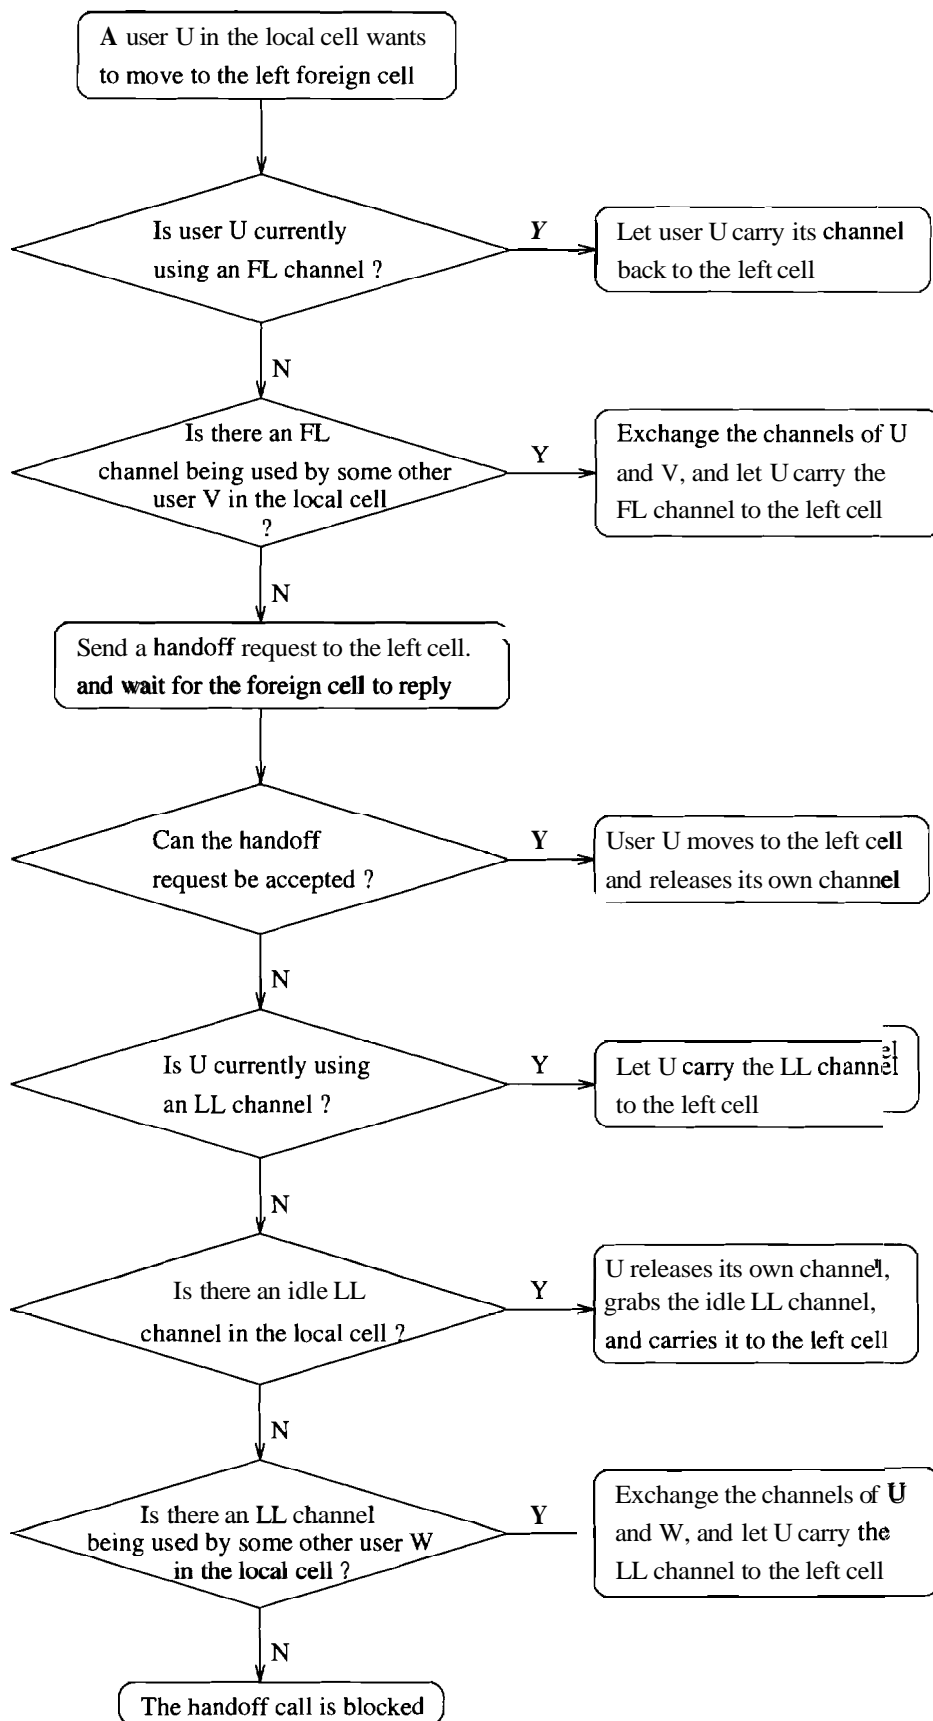 A user U in the local cell wants
to move to the left foreign cell
Is user U currently
using an FL channel ?
Y
Let user U carry its channel
back to the left cell
N
Is there an FL
channel being used by some other
user V in the local cell
?
Y
Exchange the channels of U
and V, and let U carry the
FL channel to the left cell
N
Send a handoff request to the left cell.
and wait for the foreign cell to reply
Can the handoff
request be accepted ?
Y
User U moves to the left cell
and releases its own channel
N
Is U currently using
an LL channel ?
Y
Let U carry the LL channel
to the left cell
N
Is there an idle LL
channel in the local cell ?
Y
U releases its own channel,
grabs the idle LL channel,
and carries it to the left cell
N
Is there an LL channel
being used by some other user W
in the local cell ?
Y
Exchange the channels of U
and W, and let U carry the
LL channel to the left cell
N
The handoff call is blocked